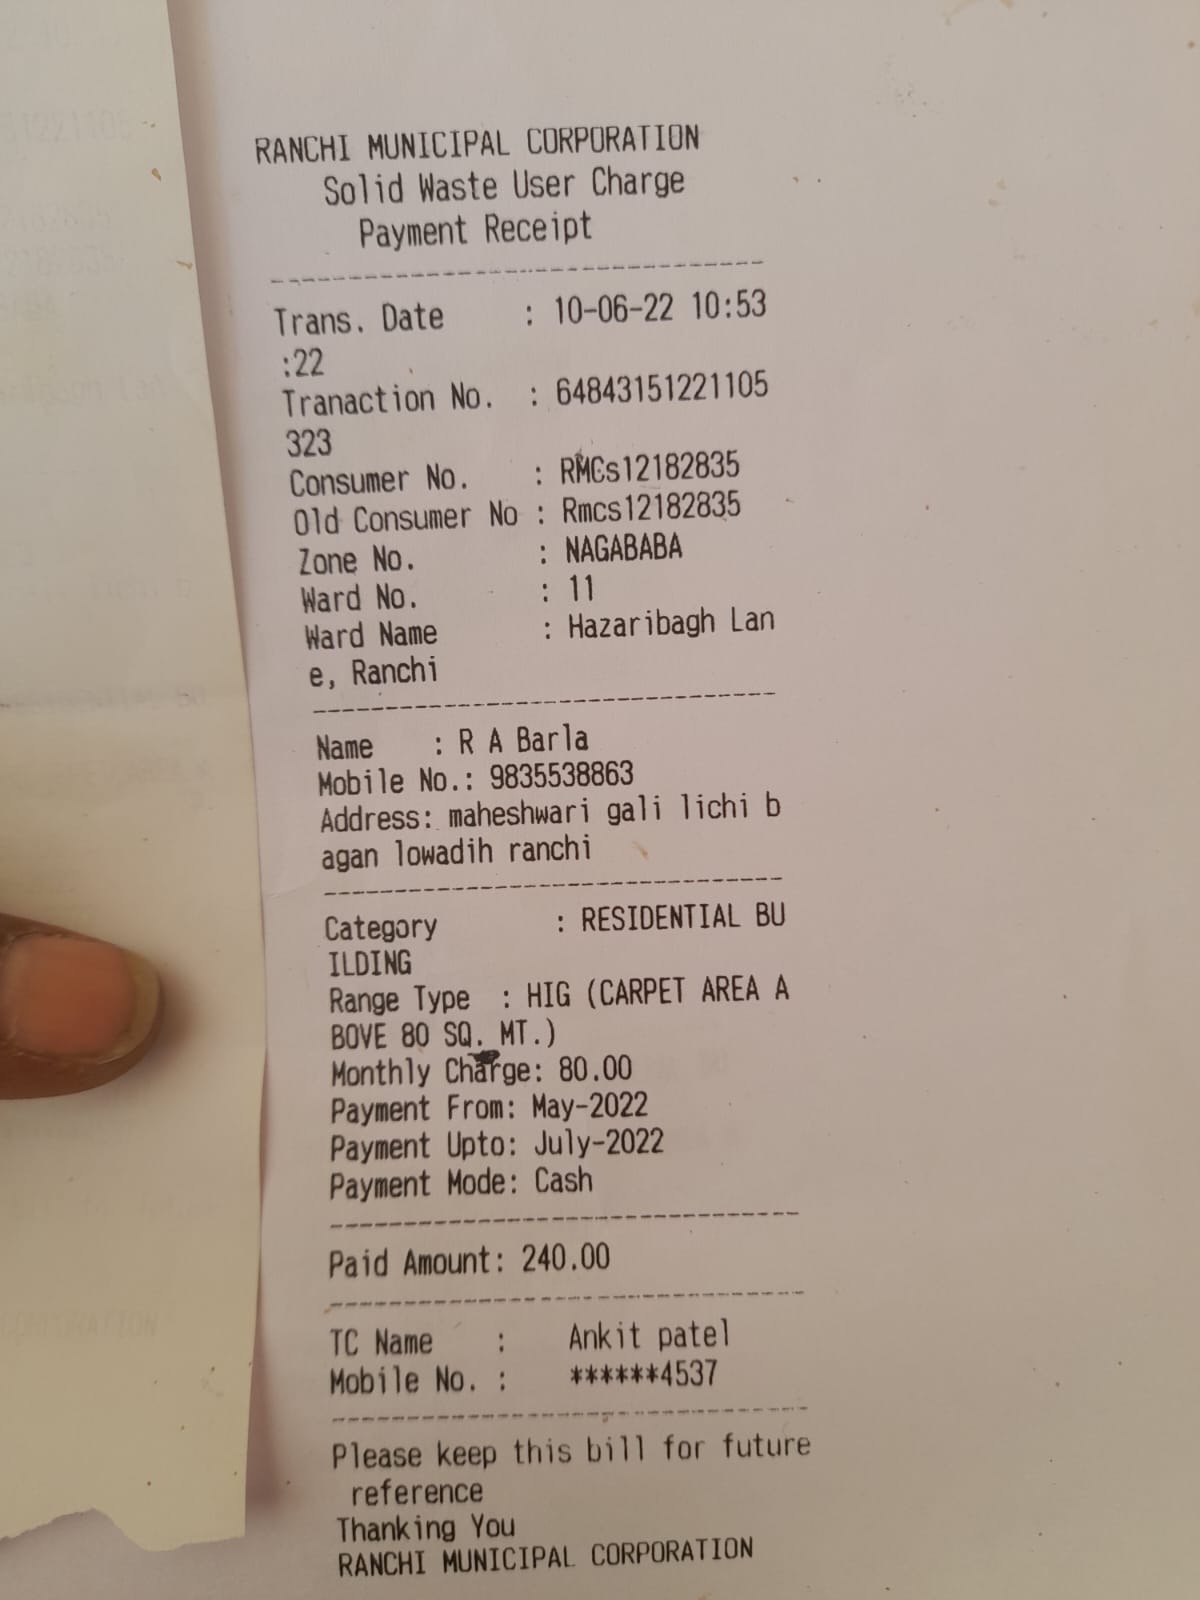 RANCHI MUNICIPAL CORPORATION
Solid Waste User Charge
Payment Receipt
Trans. Date : 10-06-22 10:53
:22
Tranaction No. : 64843151221105
323
Consumer No. : RMCs12182835
Old Consumer No : Rmcs12182835
Zone No. : NAGABABA
Ward No. : 11
Ward Name : Hazaribagh Lan
e, Ranchi
Name : R A Barla
Mobile No.: 9835538863
Address: maheshwari gali lichi b
agan lowadih ranchi
Category : RESIDENTIAL BU
ILDING
Range Type : HIG (CARPET AREA A
BOVE 80 SQ. MT.)
Monthly Charge: 80.00
Payment From: May-2022
Payment Upto: July-2022
Payment Mode: Cash
Paid Amount: 240.00
TC Name : Ankit patel
Mobile No. : ******4537
Please keep this bill for future
reference
Thanking You
RANCHI MUNICIPAL CORPORATION